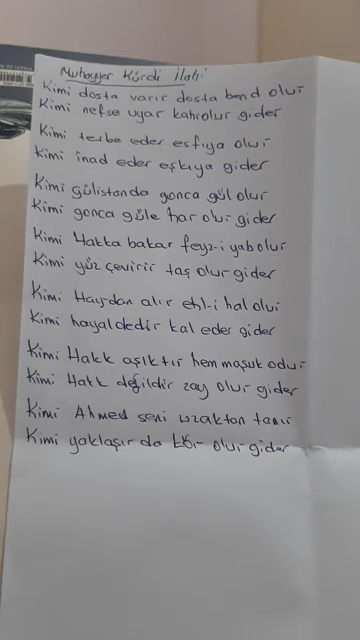 Muhayyer Kürdi İlahi
Kimi dosta varır dosta bend olur
Kimi nefse uyar kahrolur gider
Kimi tevbe eder esfiya olur
Kimi inad eder eşkıya gider
Kimi gülistanda gonca gül olur
Kimi gonca güle har olur gider
Kimi Hakka bakar feyz-i yab olur
Kimi yüz çevirir taş olur gider
Kimi Haydan alır ehl-i hal olur
Kimi hayaldedir kal eder gider
Kimi Hakk aşıktır hem maşuk odur
Kimi Hakk değildir zay olur gider
Kimi Ahmed seni uzaktan tanır
Kimi yaklaşır da kör olur gider